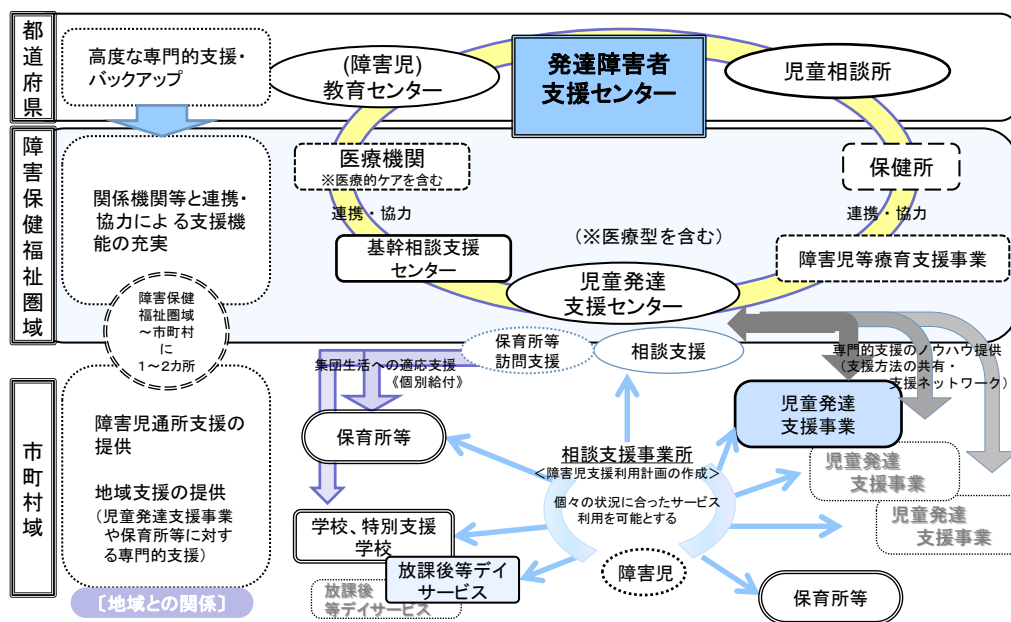 都道府県
高度な専門的支援・
バックアップ
(障害児)
教育センター
発達障害者
支援センター
児童相談所
障害保健福祉圏域
関係機関等と連携・
協力による支援機
能の充実
医療機関
※医療的ケアを含む
保健所
連携・協力
連携・協力
基幹相談支援
センター
(※医療型を含む)
児童発達
支援センター
障害児等療育支援事業
障害保健
福祉圏域
～市町村
に
1～2カ所
保育所等
訪問支援
相談支援
集団生活への適応支援
《個別給付》
専門的支援のノウハウ提供
(支援方法の共有・
支援ネットワーク)
市町村域
障害児通所支援の
提供
地域支援の提供
(児童発達支援事業
や保育所等に対す
る専門的支援)
〔地域との関係〕
保育所等
児童発達
支援事業
相談支援事業所
<障害児支援利用計画の作成>
個々の状況に合ったサービス
利用を可能とする
児童発達
支援事業
児童発達
支援事業
学校、特別支援
学校
放課後等デイ
サービス
放課後
等デイサービス
障害児
保育所等